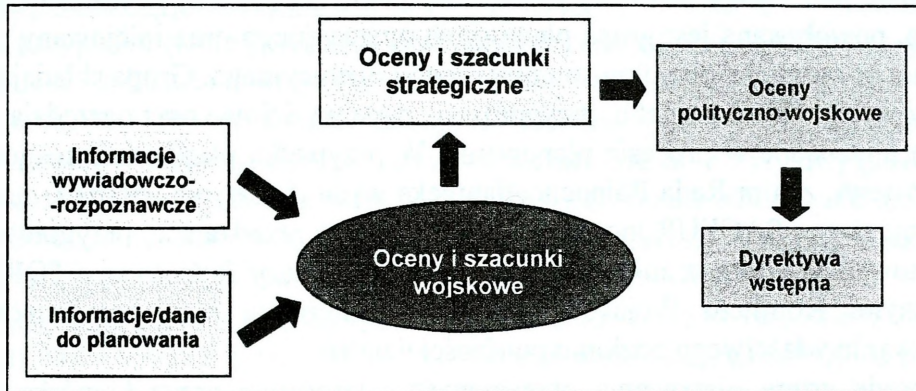 Oceny i szacunki
strategiczne
Oceny
polityczno-wojskowe
Informacje
wywiadowczo-
-rozpoznawcze
Oceny i szacunki
wojskowe
Dyrektywa
wstępna
Informacje/dane
do planowania